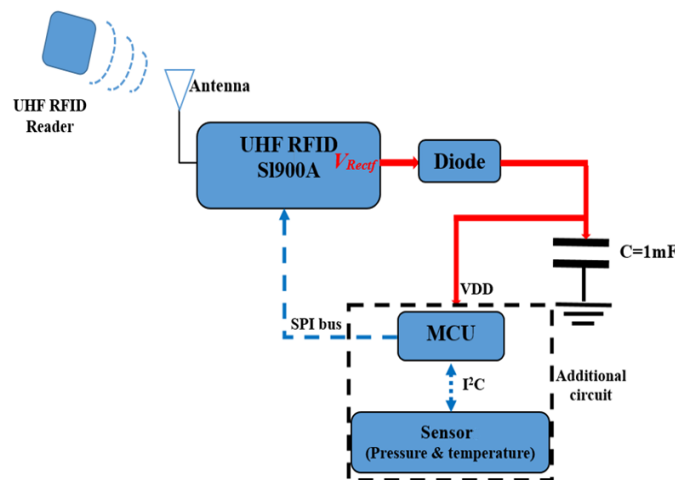 UHF RFID
Reader
Antenna
UHF RFID
Sl900A
VRectf
Diode
C=1mF
VDD
SPI bus
MCU
I²C
Additional
circuit
Sensor
(Pressure & temperature)